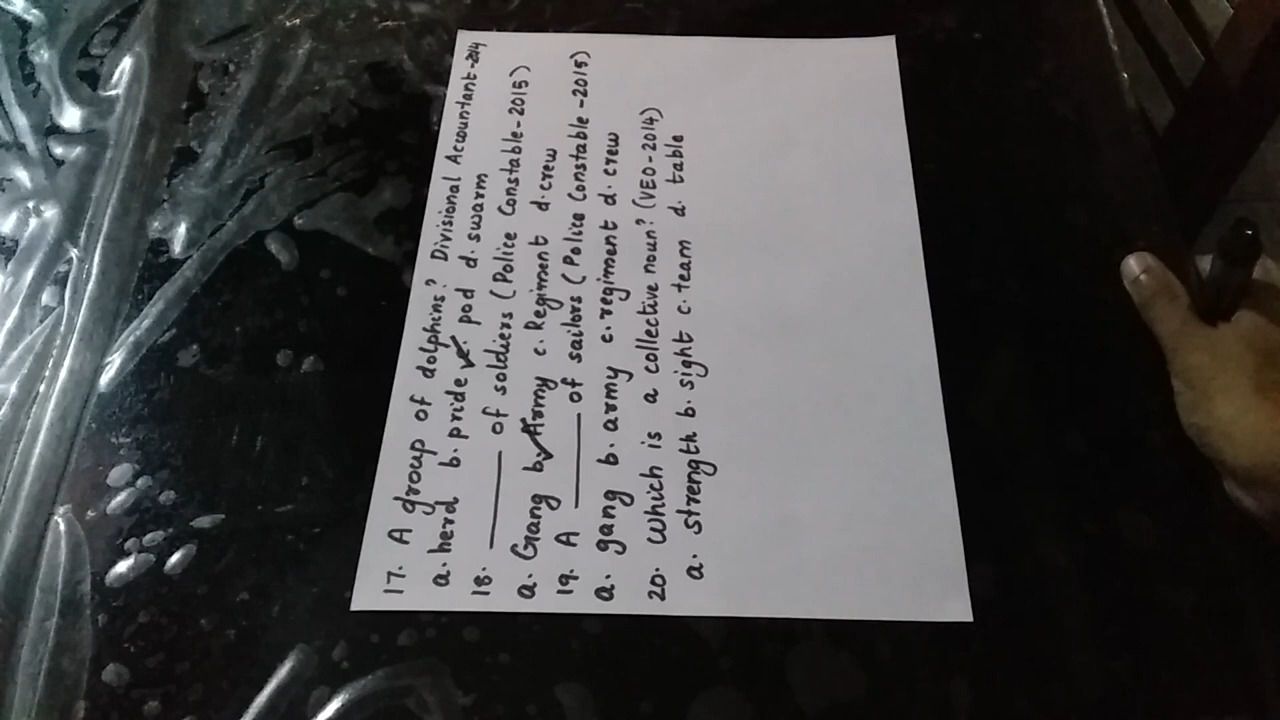 17. A group of dolphins? Divisional Accountant-2014
a. herd b. pride c. pod d. swarm
18. ______ of soldiers (Police Constable-2015)
a. Gang b. Army c. Regiment d. crew
19. A ______ of sailors (Police Constable-2015)
a. gang b. army c. regiment d. crew
20. Which is a collective noun? (VEO-2014)
a. strength b. sight c. team d. table